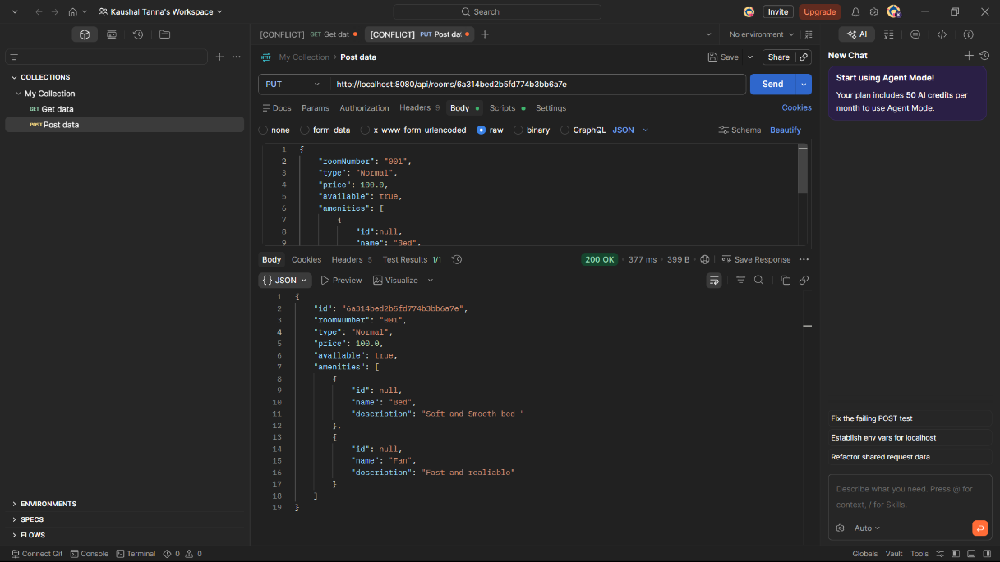 Kaushal Tanna's Workspace
Search
Invite
Upgrade
K
[CONFLICT] GET Get dat
[CONFLICT] PUT Post dat
No environment
AI
COLLECTIONS
My Collection
GET Get data
POST Post data
ENVIRONMENTS
SPECS
FLOWS
HTTP
My Collection > Post data
Save
Share
PUT
http://localhost:8080/api/rooms/6a314bed2b5fd774b3bb6a7e
Send
Docs Params Authorization Headers 9 Body Scripts Settings
Cookies
none form-data x-www-form-urlencoded raw binary GraphQL JSON
Schema Beautify
1 {
2 "roomNumber": "001",
3 "type": "Normal",
4 "price": 100.0,
5 "available": true,
6 "amenities": [
7 {
8 "id":null,
9 "name": "Bed",
Body Cookies Headers 5 Test Results 1/1
200 OK • 377 ms • 399 B
e.g. Save Response
{} JSON Preview Visualize
1 {
2 "id": "6a314bed2b5fd774b3bb6a7e",
3 "roomNumber": "001",
4 "type": "Normal",
5 "price": 100.0,
6 "available": true,
7 "amenities": [
8 {
9 "id": null,
10 "name": "Bed",
11 "description": "Soft and Smooth bed "
12 },
13 {
14 "id": null,
15 "name": "Fan",
16 "description": "Fast and realiable"
17 }
18 ]
19 }
New Chat
Start using Agent Mode!
Your plan includes 50 AI credits per
month to use Agent Mode.
Fix the failing POST test
Establish env vars for localhost
Refactor shared request data
Describe what you need. Press @ for
context, / for Skills.
Auto
Connect Git Console Terminal 0 0
Globals Vault Tools